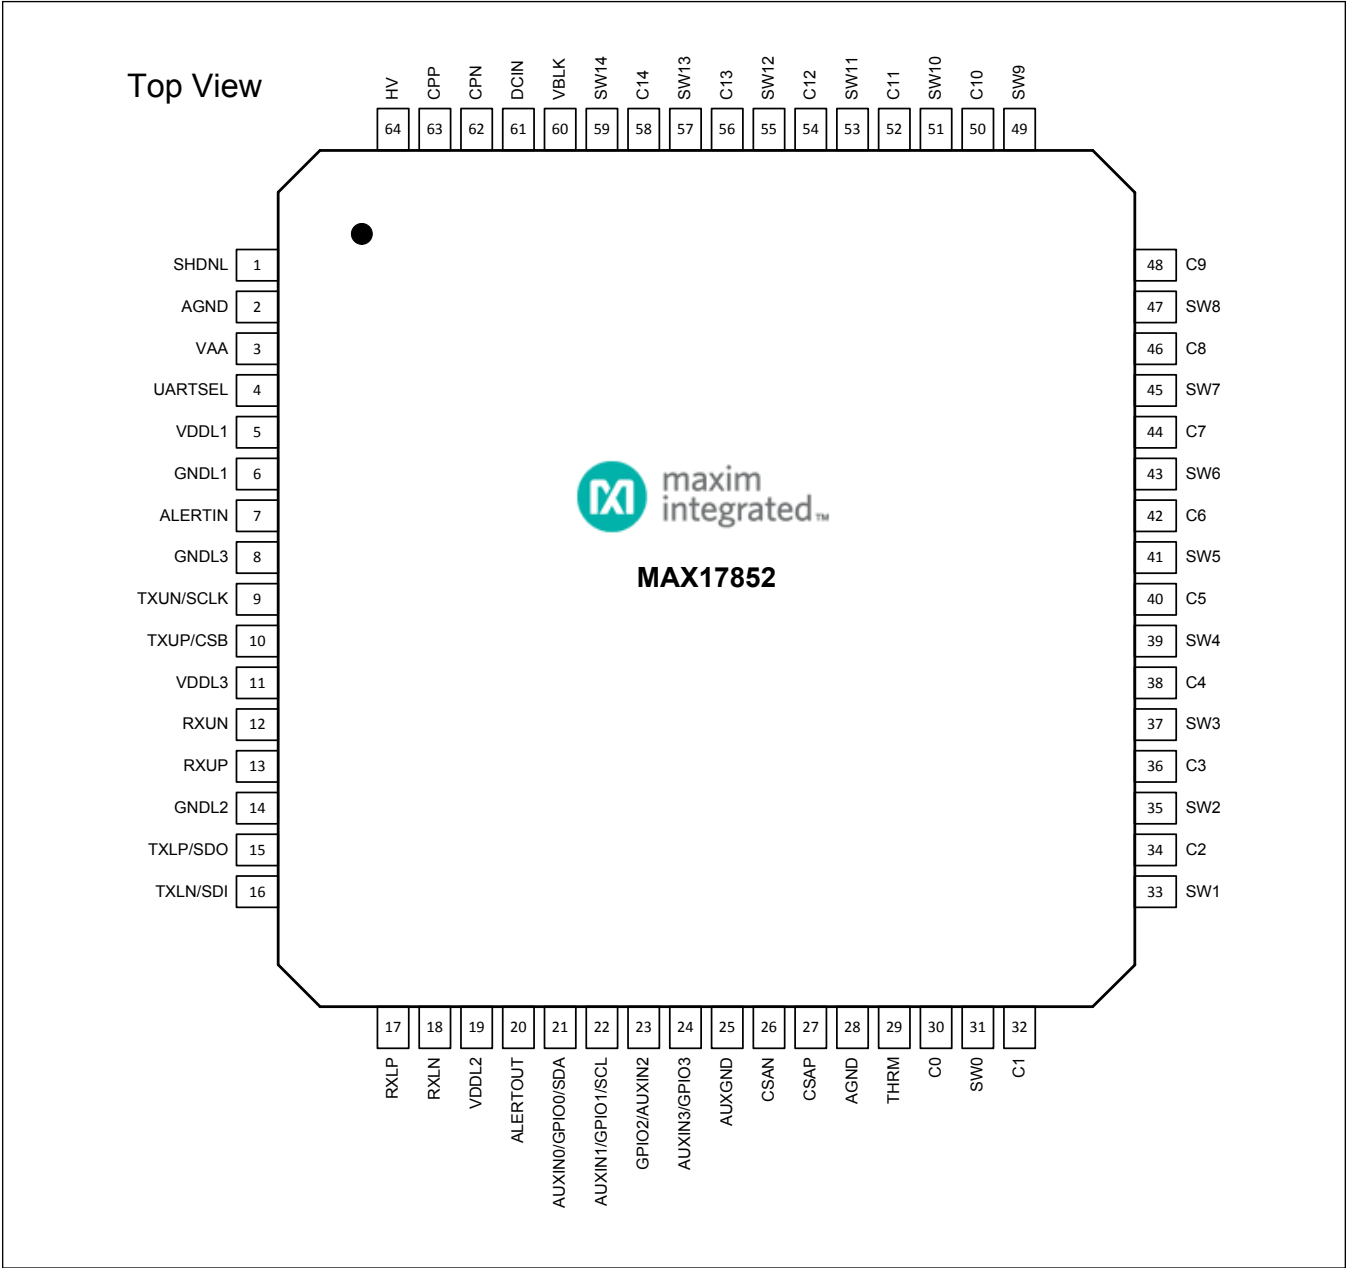 Top View
HV
CPP
CPN
DCIN
VBLK
SW14
C14
SW13
C13
SW12
C12
SW11
C11
SW10
C10
SW9
64
63
62
61
60
59
58
57
56
55
54
53
52
51
50
49
SHDNL 1
AGND 2
VAA 3
UARTSEL 4
VDDL1 5
GNDL1 6
ALERTIN 7
GNDL3 8
TXUN/SCLK 9
TXUP/CSB 10
VDDL3 11
RXUN 12
RXUP 13
GNDL2 14
TXLP/SDO 15
TXLN/SDI 16
maxim
integrated™
MAX17852
48 C9
47 SW8
46 C8
45 SW7
44 C7
43 SW6
42 C6
41 SW5
40 C5
39 SW4
38 C4
37 SW3
36 C3
35 SW2
34 C2
33 SW1
17
18
19
20
21
22
23
24
25
26
27
28
29
30
31
32
RXLP
RXLN
VDDL2
ALERTOUT
AUXIN0/GPIO0/SDA
AUXIN1/GPIO1/SCL
GPIO2/AUXIN2
AUXIN3/GPIO3
AUXGND
CSAN
CSAP
AGND
THRM
C0
SW0
C1